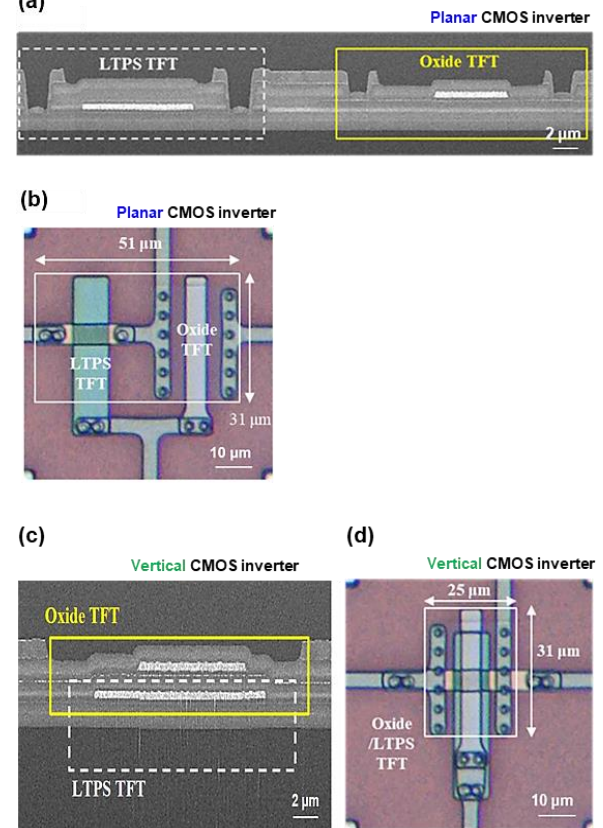 (a)
Planar CMOS inverter
LTPS TFT
Oxide TFT
2 μm
(b)
Planar CMOS inverter
51 μm
Oxide
TFT
LTPS
TFT
31 μm
10 μm
(c)
Vertical CMOS inverter
Oxide TFT
LTPS TFT
2 μm
(d)
Vertical CMOS inverter
25 μm
31 μm
Oxide
/LTPS
TFT
10 μm